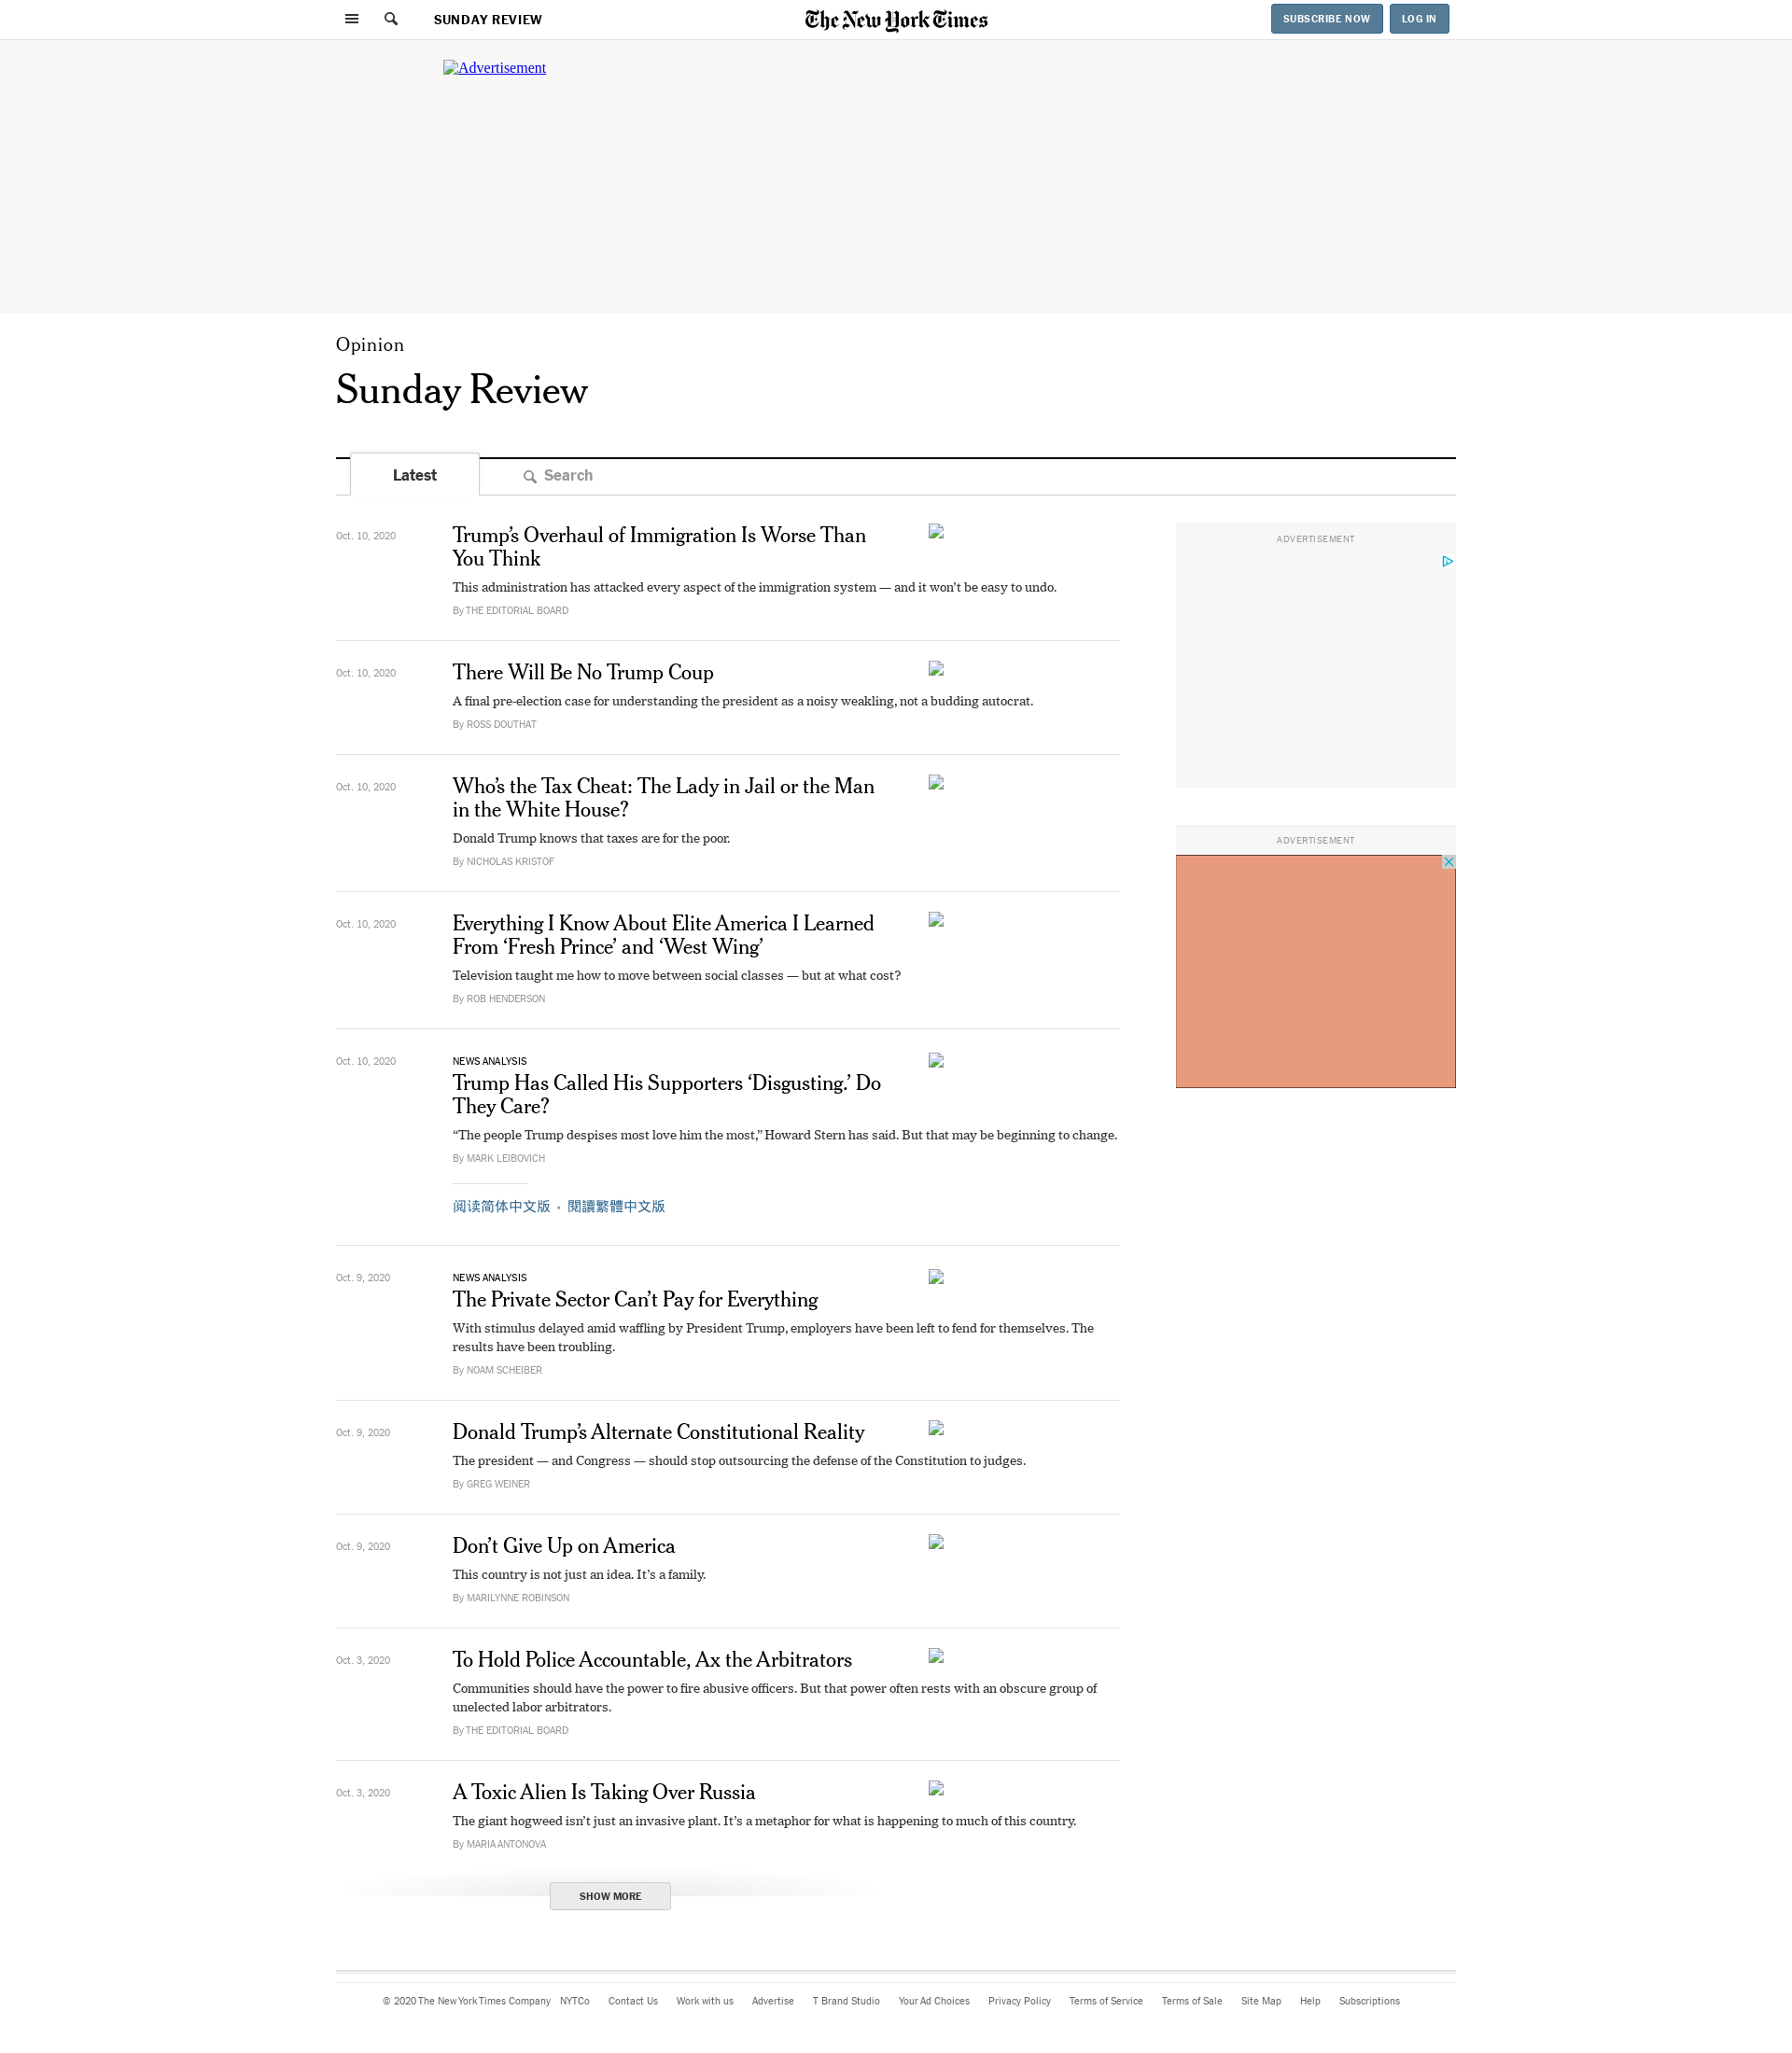 SUNDAY REVIEW
The New York Times
SUBSCRIBE NOW
LOG IN
Advertisement
Opinion
Sunday Review
Latest
Search
Oct. 10, 2020
Trump’s Overhaul of Immigration Is Worse Than
You Think
This administration has attacked every aspect of the immigration system — and it won’t be easy to undo.
By THE EDITORIAL BOARD
Oct. 10, 2020
There Will Be No Trump Coup
A final pre-election case for understanding the president as a noisy weakling, not a budding autocrat.
By ROSS DOUTHAT
Oct. 10, 2020
Who’s the Tax Cheat: The Lady in Jail or the Man
in the White House?
Donald Trump knows that taxes are for the poor.
By NICHOLAS KRISTOF
Oct. 10, 2020
Everything I Know About Elite America I Learned
From ‘Fresh Prince’ and ‘West Wing’
Television taught me how to move between social classes — but at what cost?
By ROB HENDERSON
Oct. 10, 2020
NEWS ANALYSIS
Trump Has Called His Supporters ‘Disgusting.’ Do
They Care?
“The people Trump despises most love him the most,” Howard Stern has said. But that may be beginning to change.
By MARK LEIBOVICH
阅读简体中文版 • 閱讀繁體中文版
Oct. 9, 2020
NEWS ANALYSIS
The Private Sector Can’t Pay for Everything
With stimulus delayed amid waffling by President Trump, employers have been left to fend for themselves. The
results have been troubling.
By NOAM SCHEIBER
Oct. 9, 2020
Donald Trump’s Alternate Constitutional Reality
The president — and Congress — should stop outsourcing the defense of the Constitution to judges.
By GREG WEINER
Oct. 9, 2020
Don’t Give Up on America
This country is not just an idea. It’s a family.
By MARILYNNE ROBINSON
Oct. 3, 2020
To Hold Police Accountable, Ax the Arbitrators
Communities should have the power to fire abusive officers. But that power often rests with an obscure group of
unelected labor arbitrators.
By THE EDITORIAL BOARD
Oct. 3, 2020
A Toxic Alien Is Taking Over Russia
The giant hogweed isn’t just an invasive plant. It’s a metaphor for what is happening to much of this country.
By MARIA ANTONOVA
SHOW MORE
ADVERTISEMENT
ADVERTISEMENT
© 2020 The New York Times Company NYTCo Contact Us Work with us Advertise T Brand Studio Your Ad Choices Privacy Policy Terms of Service Terms of Sale Site Map Help Subscriptions